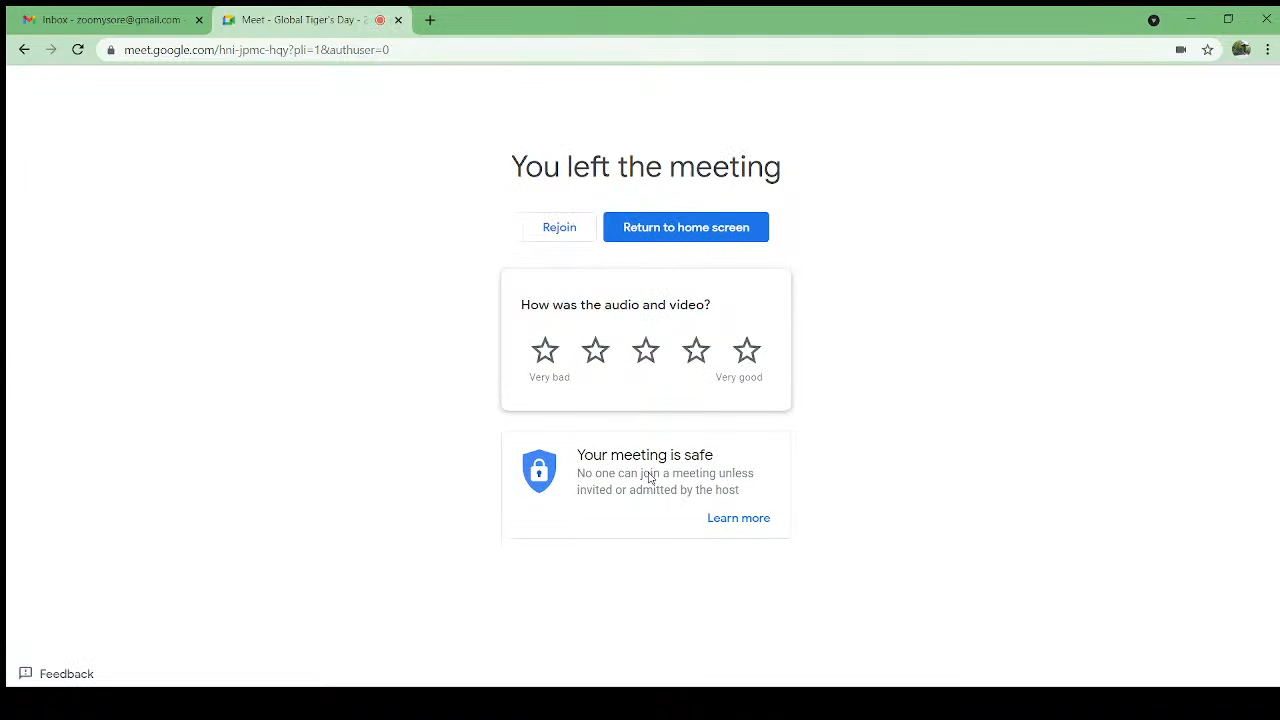 Inbox - zoomysore@gmail.com -
Meet - Global Tiger's Day -
meet.google.com/hni-jpmc-hqy?pli=1&authuser=0
You left the meeting
Rejoin
Return to home screen
How was the audio and video?
Very bad
Very good
Your meeting is safe
No one can join a meeting unless
invited or admitted by the host
Learn more
Feedback